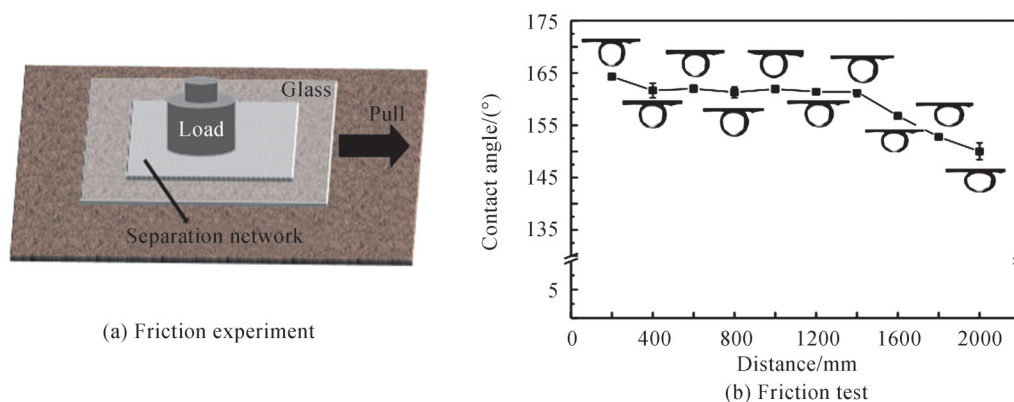 Glass
Pull
Load
Separation network
(a) Friction experiment
Contact angle/(°)
175
165
155
145
135
5
0
400
800
1200
1600
2000
Distance/mm
(b) Friction test